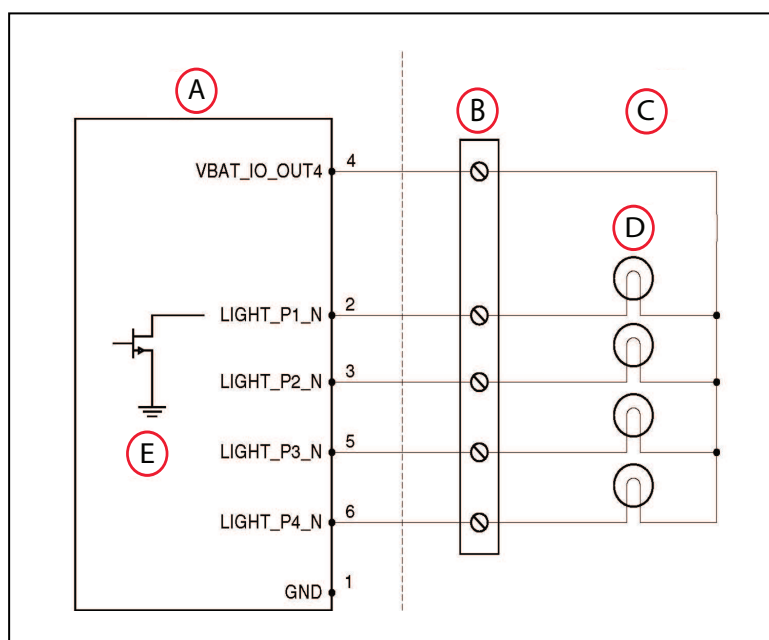 A
B
C
VBAT_IO_OUT4 4
D
LIGHT_P1_N 2
LIGHT_P2_N 3
E
LIGHT_P3_N 5
LIGHT_P4_N 6
GND 1